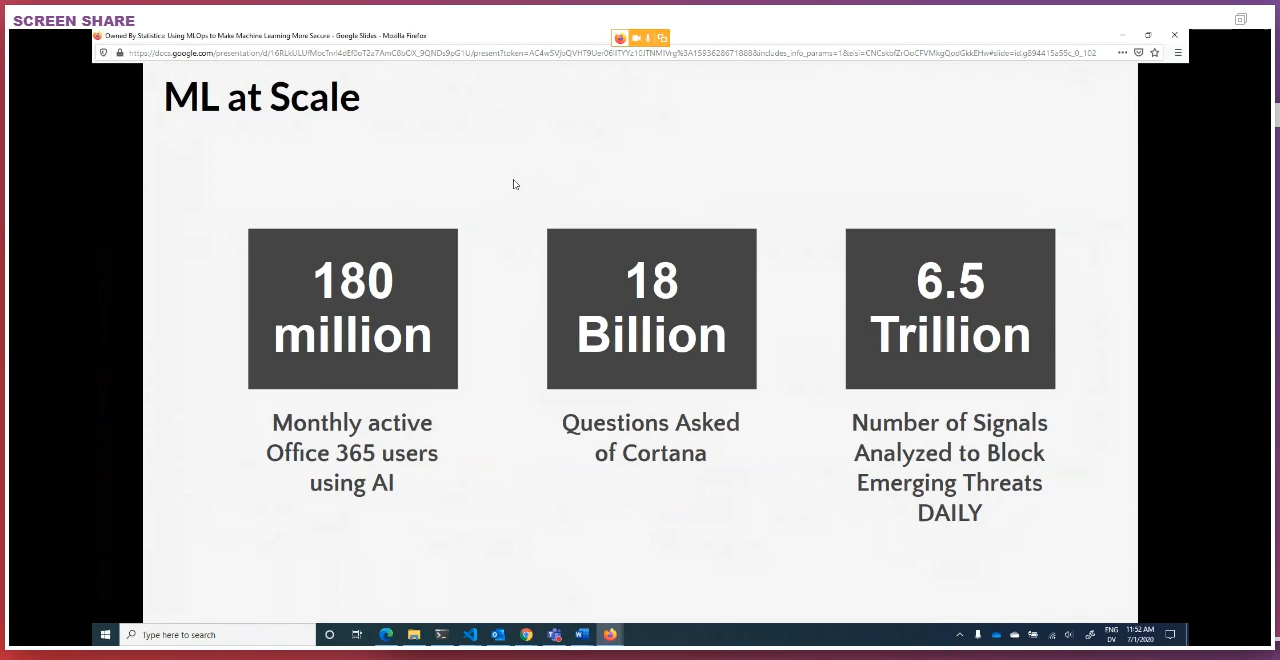 SCREEN SHARE
Owned By Statistics: Using MLOps to Make Machine Learning More Secure - Google Slides - Mozilla Firefox
ML at Scale
180
million
18
Billion
6.5
Trillion
Monthly active
Office 365 users
using AI
Questions Asked
of Cortana
Number of Signals
Analyzed to Block
Emerging Threats
DAILY
Type here to search
ENG
DV
11:52 AM
7/1/2020